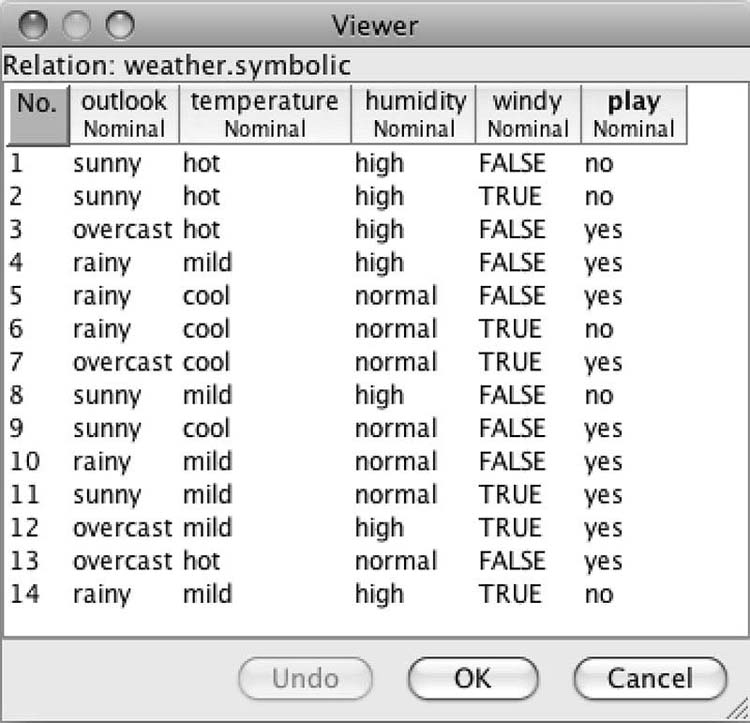 Viewer
Relation: weather.symbolic
No. outlook temperature humidity windy play
Nominal Nominal Nominal Nominal Nominal
1 sunny hot high FALSE no
2 sunny hot high TRUE no
3 overcast hot high FALSE yes
4 rainy mild high FALSE yes
5 rainy cool normal FALSE yes
6 rainy cool normal TRUE no
7 overcast cool normal TRUE yes
8 sunny mild high FALSE no
9 sunny cool normal FALSE yes
10 rainy mild normal FALSE yes
11 sunny mild normal TRUE yes
12 overcast mild high TRUE yes
13 overcast hot normal FALSE yes
14 rainy mild high TRUE no
Undo OK Cancel